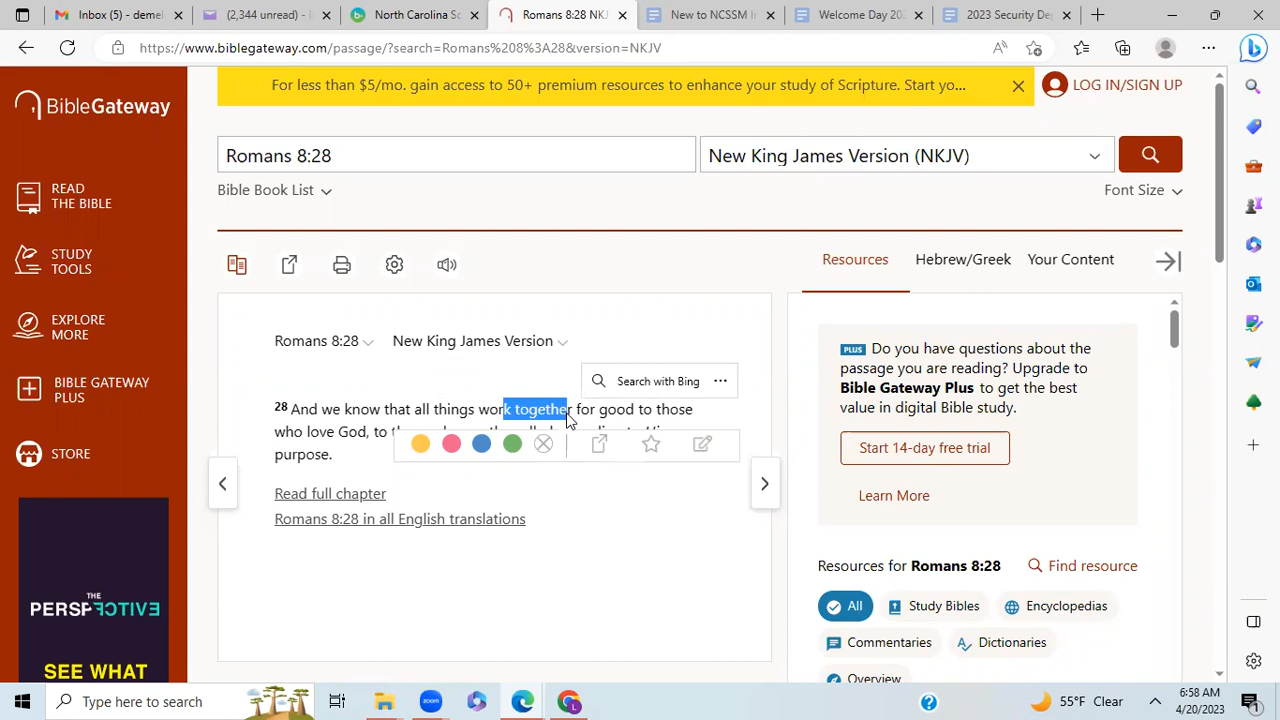 (2,344 unread) -
Carolina Bo
Romans 8:28 NKJ
New to NCSSM In
Welcome Day 202
2023 Security Dep
https://www.biblegateway.com/passage/?search=Romans%208%3A28&version=NKJV
For less than $5/mo. gain access to 50+ premium resources to enhance your study of Scripture. Start yo...
LOG IN/SIGN UP
BibleGateway
Romans 8:28
New King James Version (NKJV)
Bible Book List
Font Size
READ
THE BIBLE
STUDY
TOOLS
EXPLORE
MORE
BIBLE GATEWAY
PLUS
STORE
THE
PERSPECTIVE
SEE WHAT
Resources
Hebrew/Greek
Your Content
Romans 8:28
New King James Version
Search with Bing
28 And we know that all things work together for good to those
who love God, to
purpose.
Read full chapter
Romans 8:28 in all English translations
PLUS Do you have questions about the
passage you are reading? Upgrade to
Bible Gateway Plus to get the best
value in digital Bible study.
Start 14-day free trial
Learn More
Resources for Romans 8:28
Find resource
All
Study Bibles
Encyclopedias
Commentaries
Dictionaries
Overview
Type here to search
zoom
55°F Clear
6:58 AM
4/20/2023